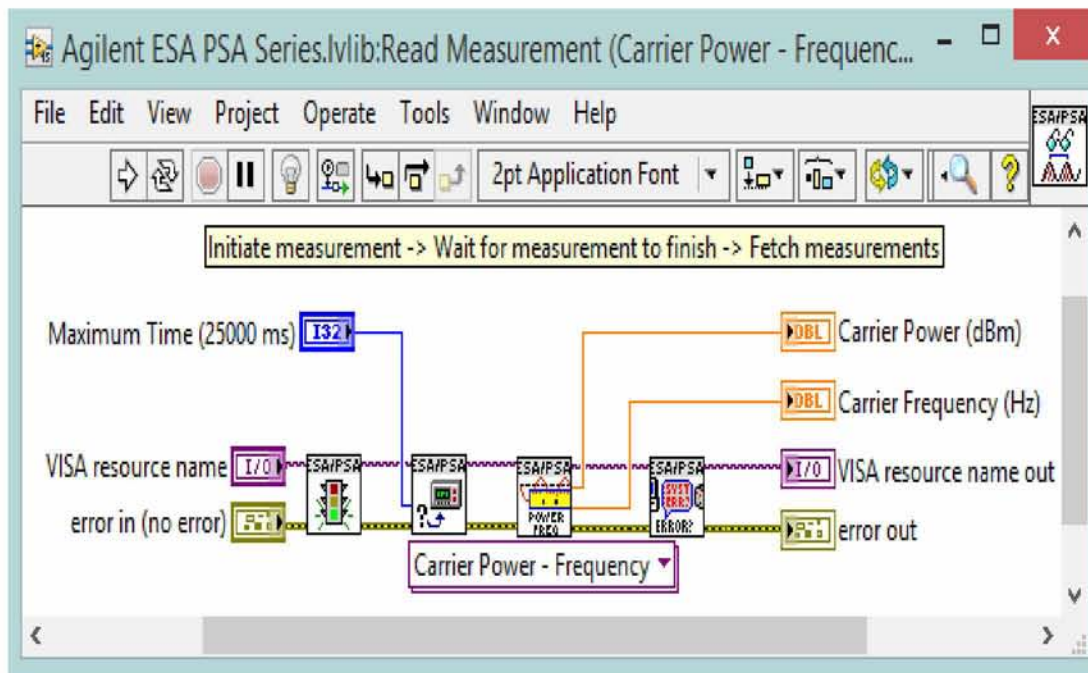 Agilent ESA PSA Series.lvlib:Read Measurement (Carrier Power - Frequenc...
X
File Edit View Project Operate Tools Window Help
ESA/PSA
2pt Application Font
?
Initiate measurement -> Wait for measurement to finish -> Fetch measurements
Maximum Time (25000 ms) I32
DBL Carrier Power (dBm)
DBL Carrier Frequency (Hz)
VISA resource name I/O ESA/PSA ESA/PSA ESA/PSA ESA/PSA I/O VISA resource name out
? SYST ERR!
error in (no error) POWER FREQ ERROR? error out
Carrier Power - Frequency